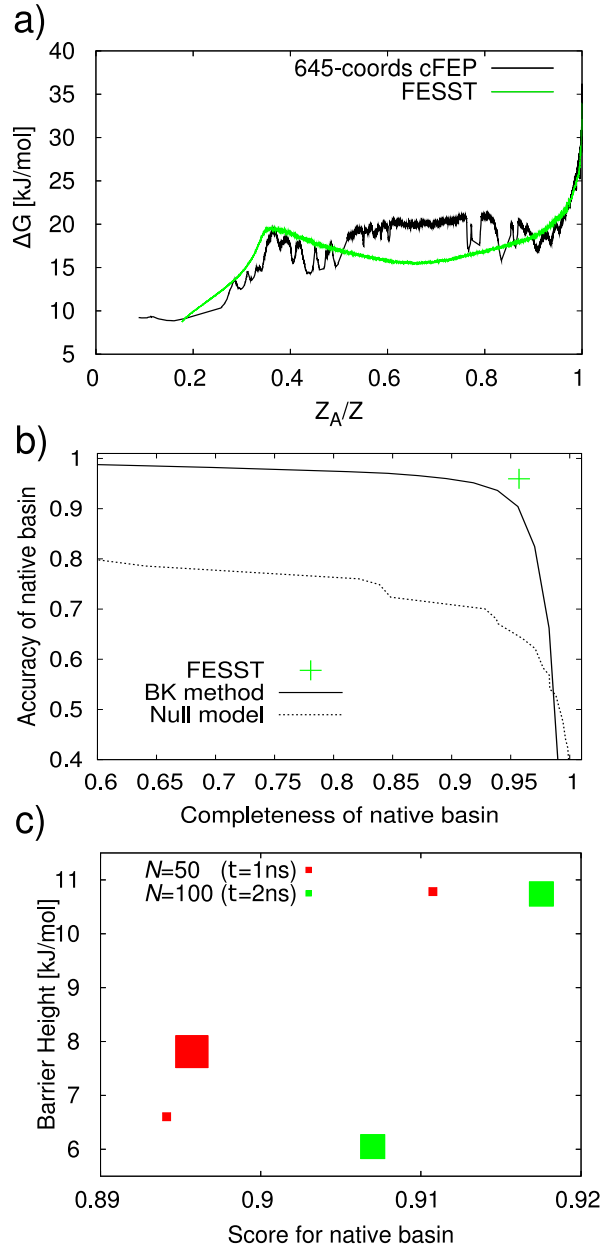 a)
40
35
30
25
20
15
10
5
ΔG [kJ/mol]
645-coords cFEP
FESST
0 0.2 0.4 0.6 0.8 1
Z_A/Z
b)
1
0.9
0.8
0.7
0.6
0.5
0.4
Accuracy of native basin
FESST
BK method
Null model
0.6 0.65 0.7 0.75 0.8 0.85 0.9 0.95 1
Completeness of native basin
c)
11
10
9
8
7
6
Barrier Height [kJ/mol]
N=50 (t=1ns)
N=100 (t=2ns)
0.89 0.9 0.91 0.92
Score for native basin